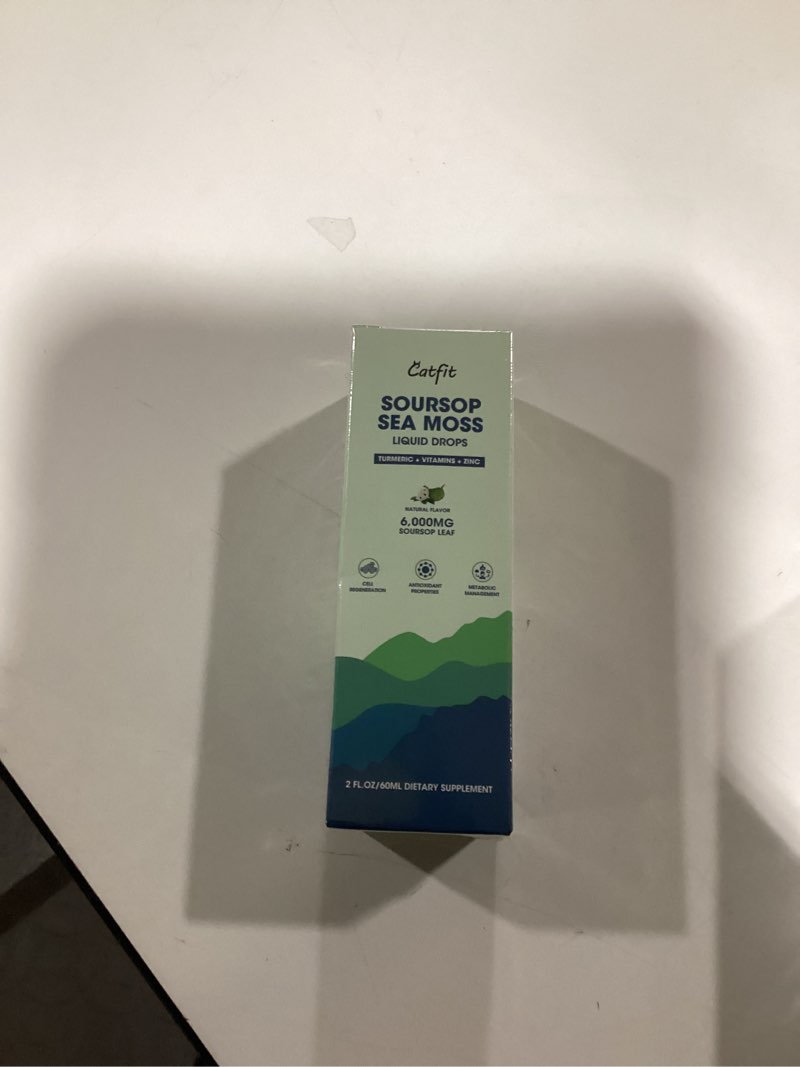 Catfit
SOURSOP
SEA MOSS
LIQUID DROPS
TURMERIC + VITAMINS + ZINC
NATURAL FLAVOR
6,000MG
SOURSOP LEAF
CELL
REGENERATION
ANTIOXIDANT
PROPERTIES
METABOLIC
MANAGEMENT
2 FL.OZ/60ML DIETARY SUPPLEMENT